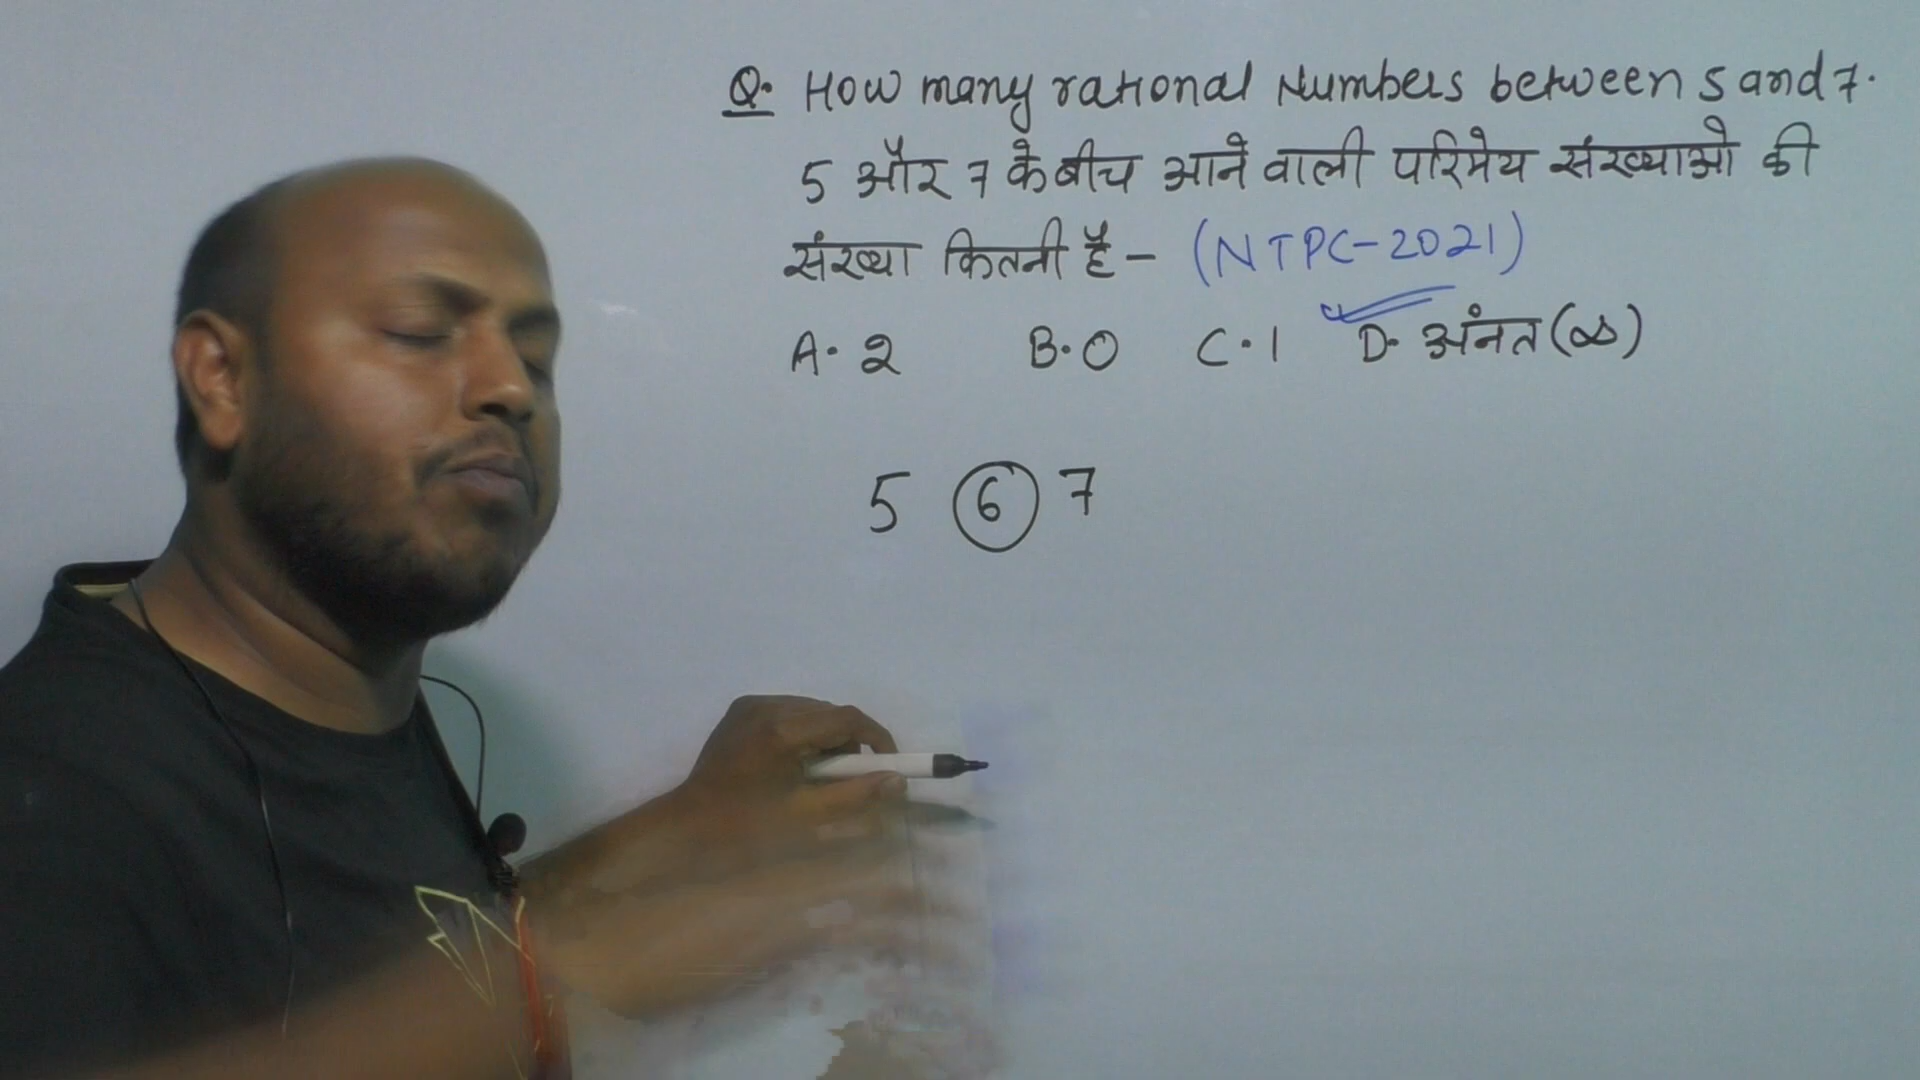 Q. How many rational Numbers between 5 and 7.
5 और 7 के बीच आने वाली परिमेय संख्याओ की
संख्या कितनी है - (NTPC-2021)
A. 2 B. 0 C. 1 D. अंनत (∞)
5 6 7